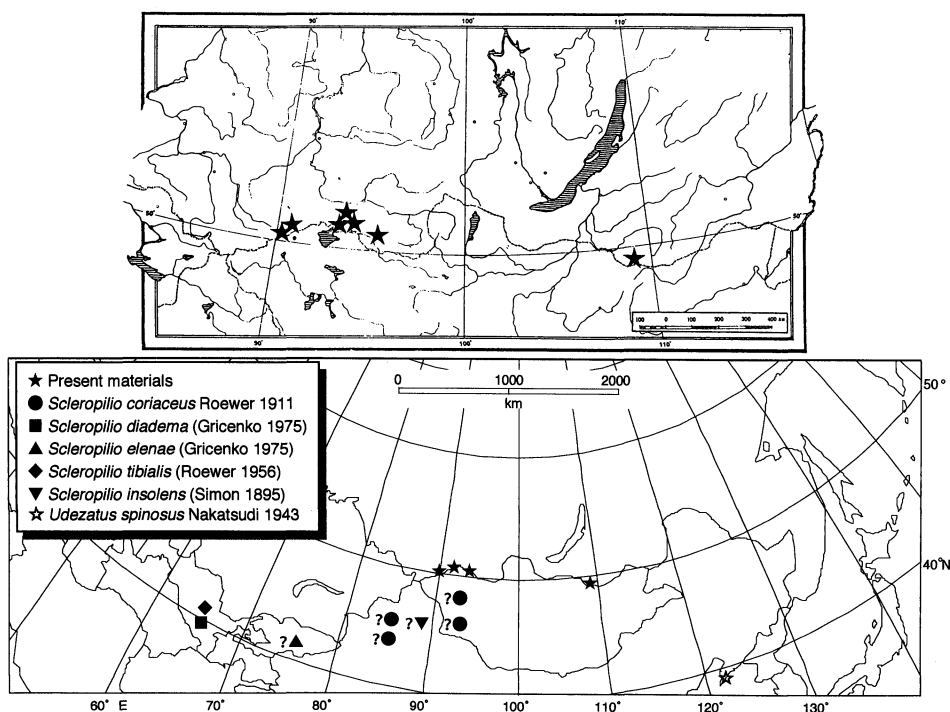 90° 100° 110°
50° 50°
100 0 100 200 300 400 км
90° 100° 110°
★ Present materials
● Scleropilio coriaceus Roewer 1911
■ Scleropilio diadema (Gricenko 1975)
▲ Scleropilio elenae (Gricenko 1975)
◆ Scleropilio tibialis (Roewer 1956)
▼ Scleropilio insolens (Simon 1895)
☆ Udezatus spinosus Nakatsudi 1943
0 1000 2000
km
50°
40°N
?
? ? ?
?
?
60° E 70° 80° 90° 100° 110° 120° 130°